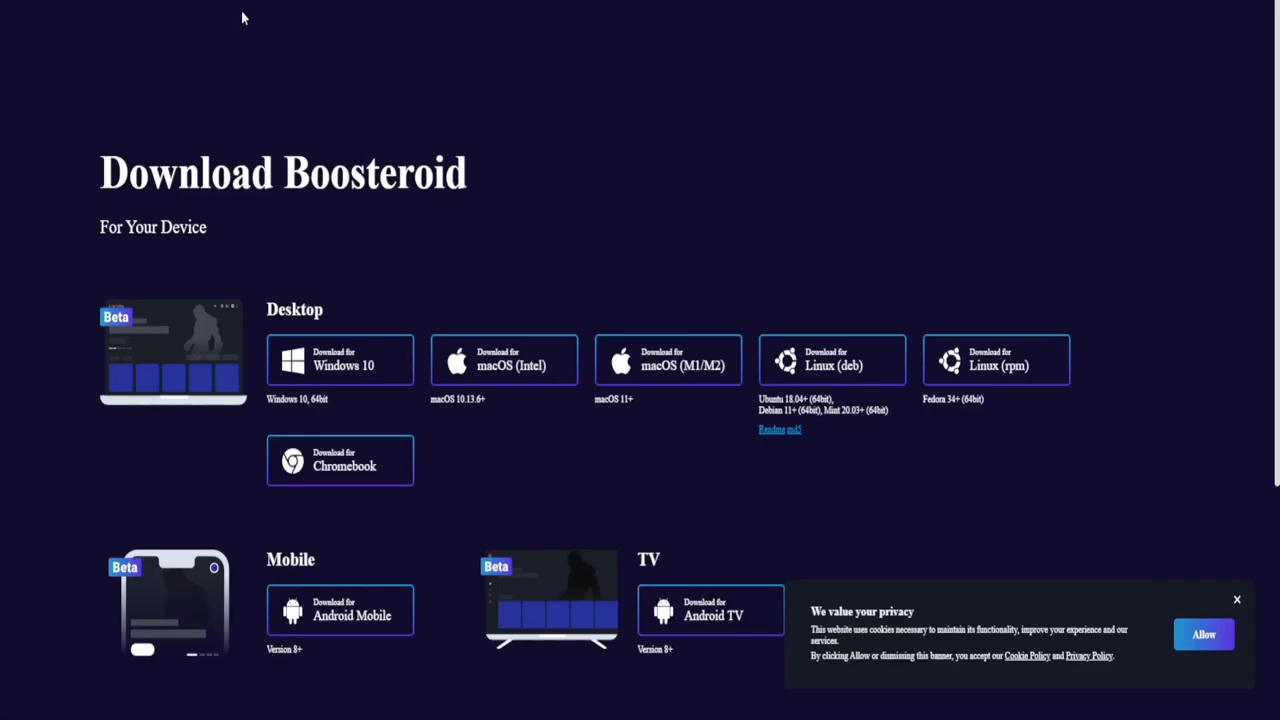 Download Boosteroid
For Your Device
Beta
Desktop
Download for
Windows 10
Windows 10, 64bit
Download for
macOS (Intel)
macOS 10.13.6+
Download for
macOS (M1/M2)
macOS 11+
Download for
Linux (deb)
Ubuntu 18.04+ (64bit),
Debian 11+ (64bit), Mint 20.03+ (64bit)
Readme md5
Download for
Linux (rpm)
Fedora 34+ (64bit)
Download for
Chromebook
Beta
Mobile
Download for
Android Mobile
Version 8+
Beta
TV
Download for
Android TV
Version 8+
We value your privacy
This website uses cookies necessary to maintain its functionality, improve your experience and our
services.
By clicking Allow or dismissing this banner, you accept our Cookie Policy and Privacy Policy.
Allow